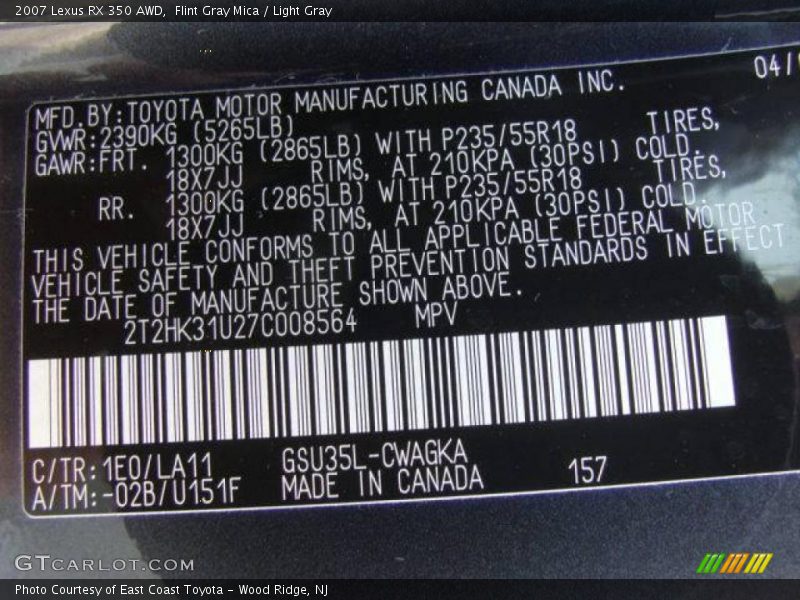 2007 Lexus RX 350 AWD, Flint Gray Mica / Light Gray
04/
MFD.BY:TOYOTA MOTOR MANUFACTURING CANADA INC.
GVWR:2390KG (5265LB)
GAWR:FRT. 1300KG (2865LB) WITH P235/55R18 TIRES,
18X7JJ RIMS, AT 210KPA (30PSI) COLD.
RR. 1300KG (2865LB) WITH P235/55R18 TIRES,
18X7JJ RIMS, AT 210KPA (30PSI) COLD.
THIS VEHICLE CONFORMS TO ALL APPLICABLE FEDERAL MOTOR
VEHICLE SAFETY AND THEFT PREVENTION STANDARDS IN EFFECT
THE DATE OF MANUFACTURE SHOWN ABOVE.
2T2HK31U27C008564 MPV
C/TR:1E0/LA11 GSU35L-CWAGKA
A/TM:-02B/U151F MADE IN CANADA 157
GTCARLOT.COM
Photo Courtesy of East Coast Toyota - Wood Ridge, NJ